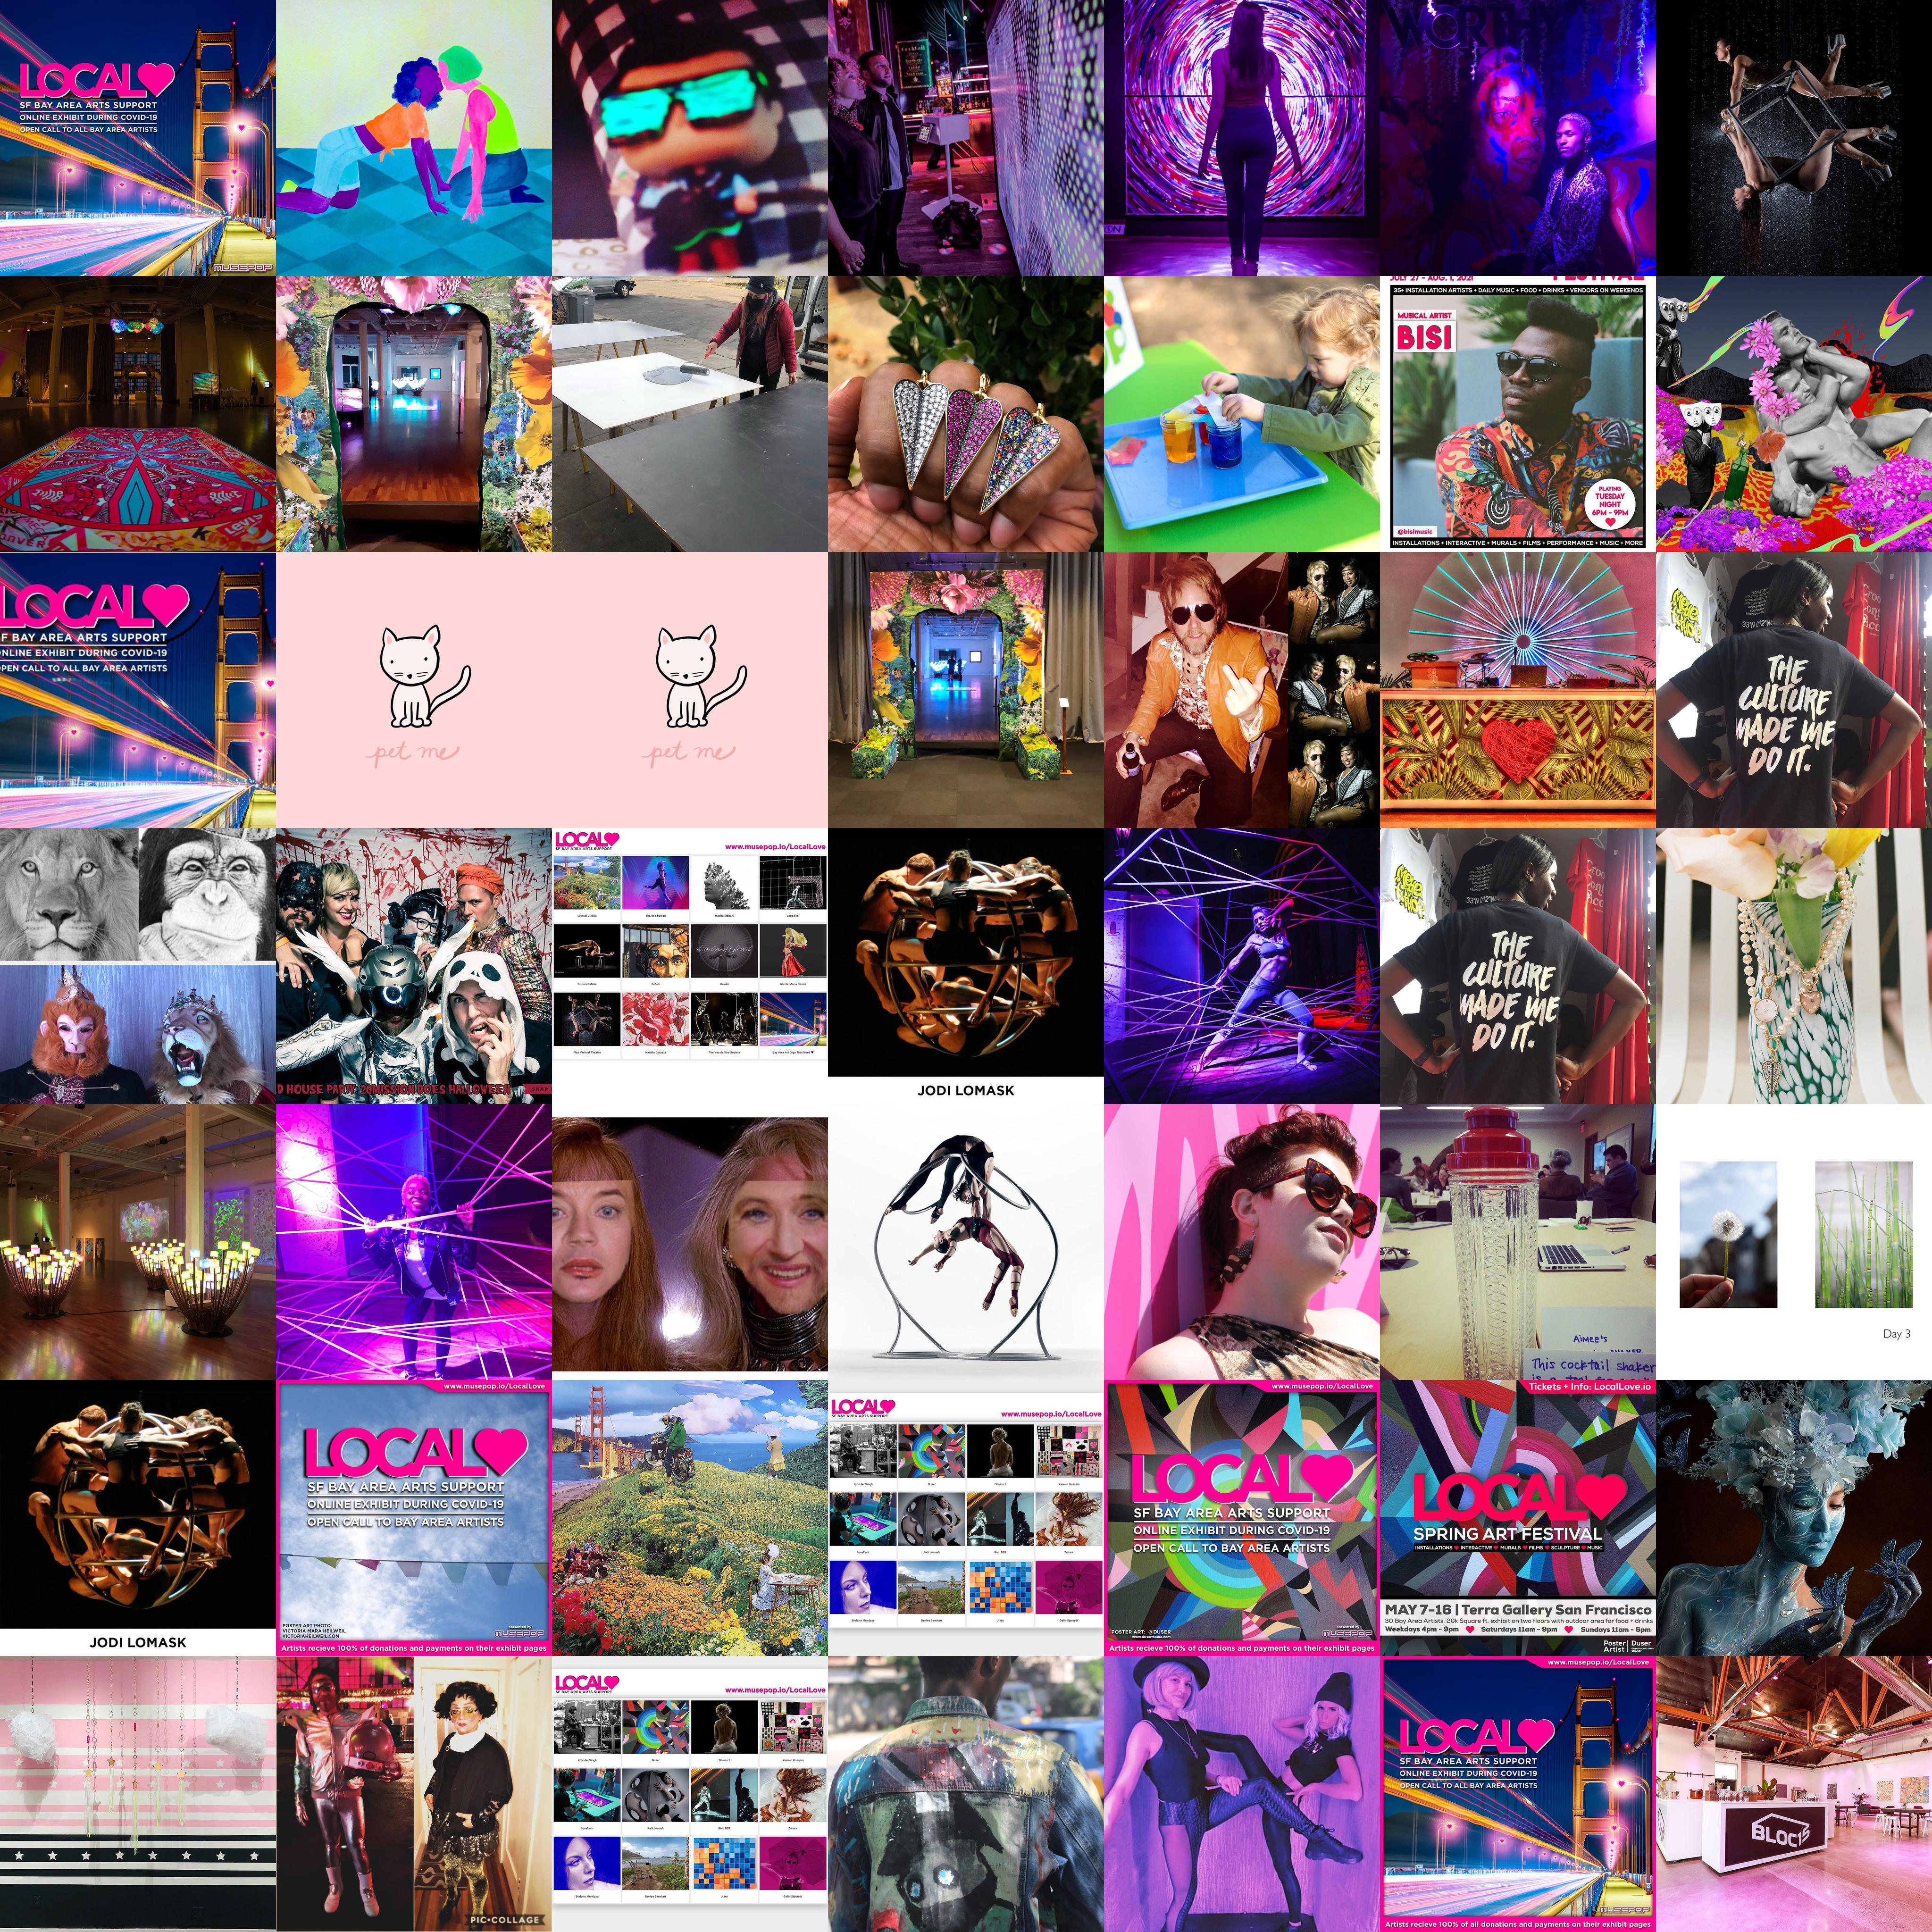 LOCAL
SF BAY AREA ARTS SUPPORT
ONLINE EXHIBIT DURING COVID-19
OPEN CALL TO ALL BAY AREA ARTISTS
MUSEPOP
WORTH
JULY 27 - AUG. 1, 2021
FESTIVAL
35+ INSTALLATION ARTISTS • DAILY MUSIC • FOOD + DRINKS • VENDORS ON WEEKENDS
MUSICAL ARTIST
BISI
PLAYING
TUESDAY
NIGHT
6PM - 9PM
@bisimusic
INSTALLATIONS • INTERACTIVE • MURALS • FILMS • PERFORMANCE • MUSIC • MORE
LOCAL
F BAY AREA ARTS SUPPORT
NLINE EXHIBIT DURING COVID-19
PEN CALL TO ALL BAY AREA ARTISTS
pet me
pet me
THE
CULTURE
MADE ME
DO IT.
D HOUSE PARTY 20MISSION DOES HALLOWEEN
LOCAL
SF BAY AREA ARTS SUPPORT
www.musepop.io/LocalLove
JODI LOMASK
THE
CULTURE
MADE ME
DO IT.
Aimee's
This cocktail shaker
Day 3
JODI LOMASK
www.musepop.io/LocalLove
LOCAL
SF BAY AREA ARTS SUPPORT
ONLINE EXHIBIT DURING COVID-19
OPEN CALL TO BAY AREA ARTISTS
POSTER ART PHOTO:
VICTORIA MARA HEILWEIL
VICTORIAHEILWEIL.COM
presented by
MUSEPOP
Artists recieve 100% of donations and payments on their exhibit pages
LOCAL
SF BAY AREA ARTS SUPPORT
www.musepop.io/LocalLove
www.musepop.io/LocalLove
LOCAL
SF BAY AREA ARTS SUPPORT
ONLINE EXHIBIT DURING COVID-19
OPEN CALL TO BAY AREA ARTISTS
POSTER ART: @DUSER
presented by
MUSEPOP
Artists recieve 100% of donations and payments on their exhibit pages
Tickets + Info: LocalLove.io
LOCAL
SPRING ART FESTIVAL
INSTALLATIONS INTERACTIVE MURALS FILMS SCULPTURE MUSIC
MAY 7-16 | Terra Gallery San Francisco
30 Bay Area Artists, 20k Square ft. exhibit on two floors with outdoor area for food + drinks
Weekdays 4pm - 9pm Saturdays 11am - 9pm Sundays 11am - 6pm
Poster
Artist
Duser
PIC•COLLAGE
LOCAL
SF BAY AREA ARTS SUPPORT
www.musepop.io/LocalLove
www.musepop.io/LocalLove
LOCAL
SF BAY AREA ARTS SUPPORT
ONLINE EXHIBIT DURING COVID-19
OPEN CALL TO ALL BAY AREA ARTISTS
MUSEPOP
Artists recieve 100% of all donations and payments on their exhibit pages
BLOC15